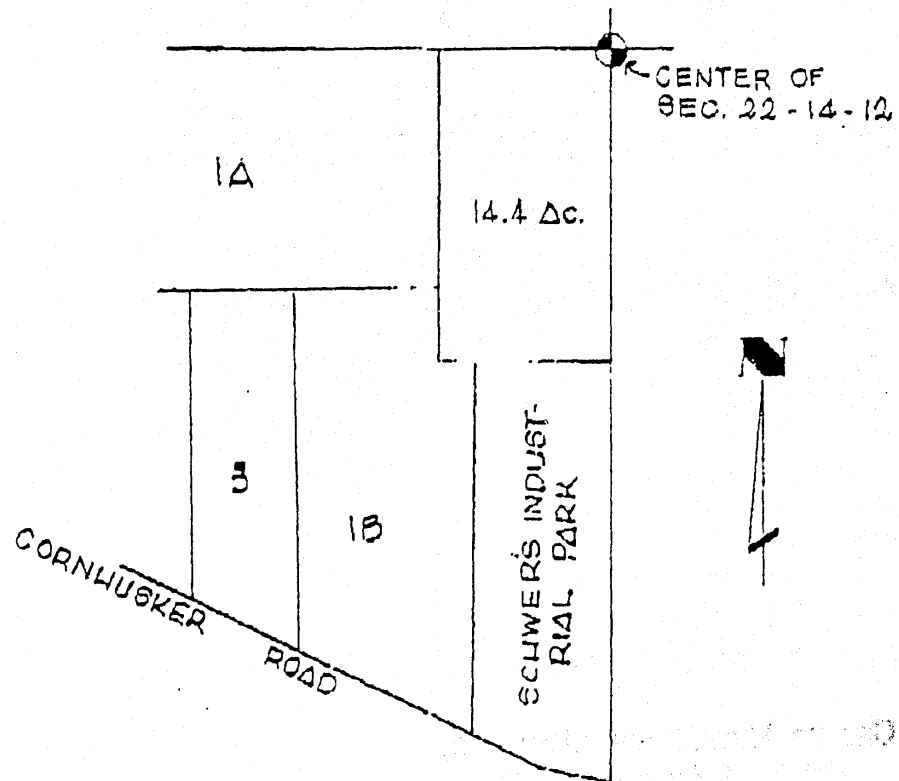 CENTER OF
SEC. 22-14-12
1A
14.4 AC.
3
1B
SCHWER'S INDUST-
RIAL PARK
CORNHUSKER
ROAD
N